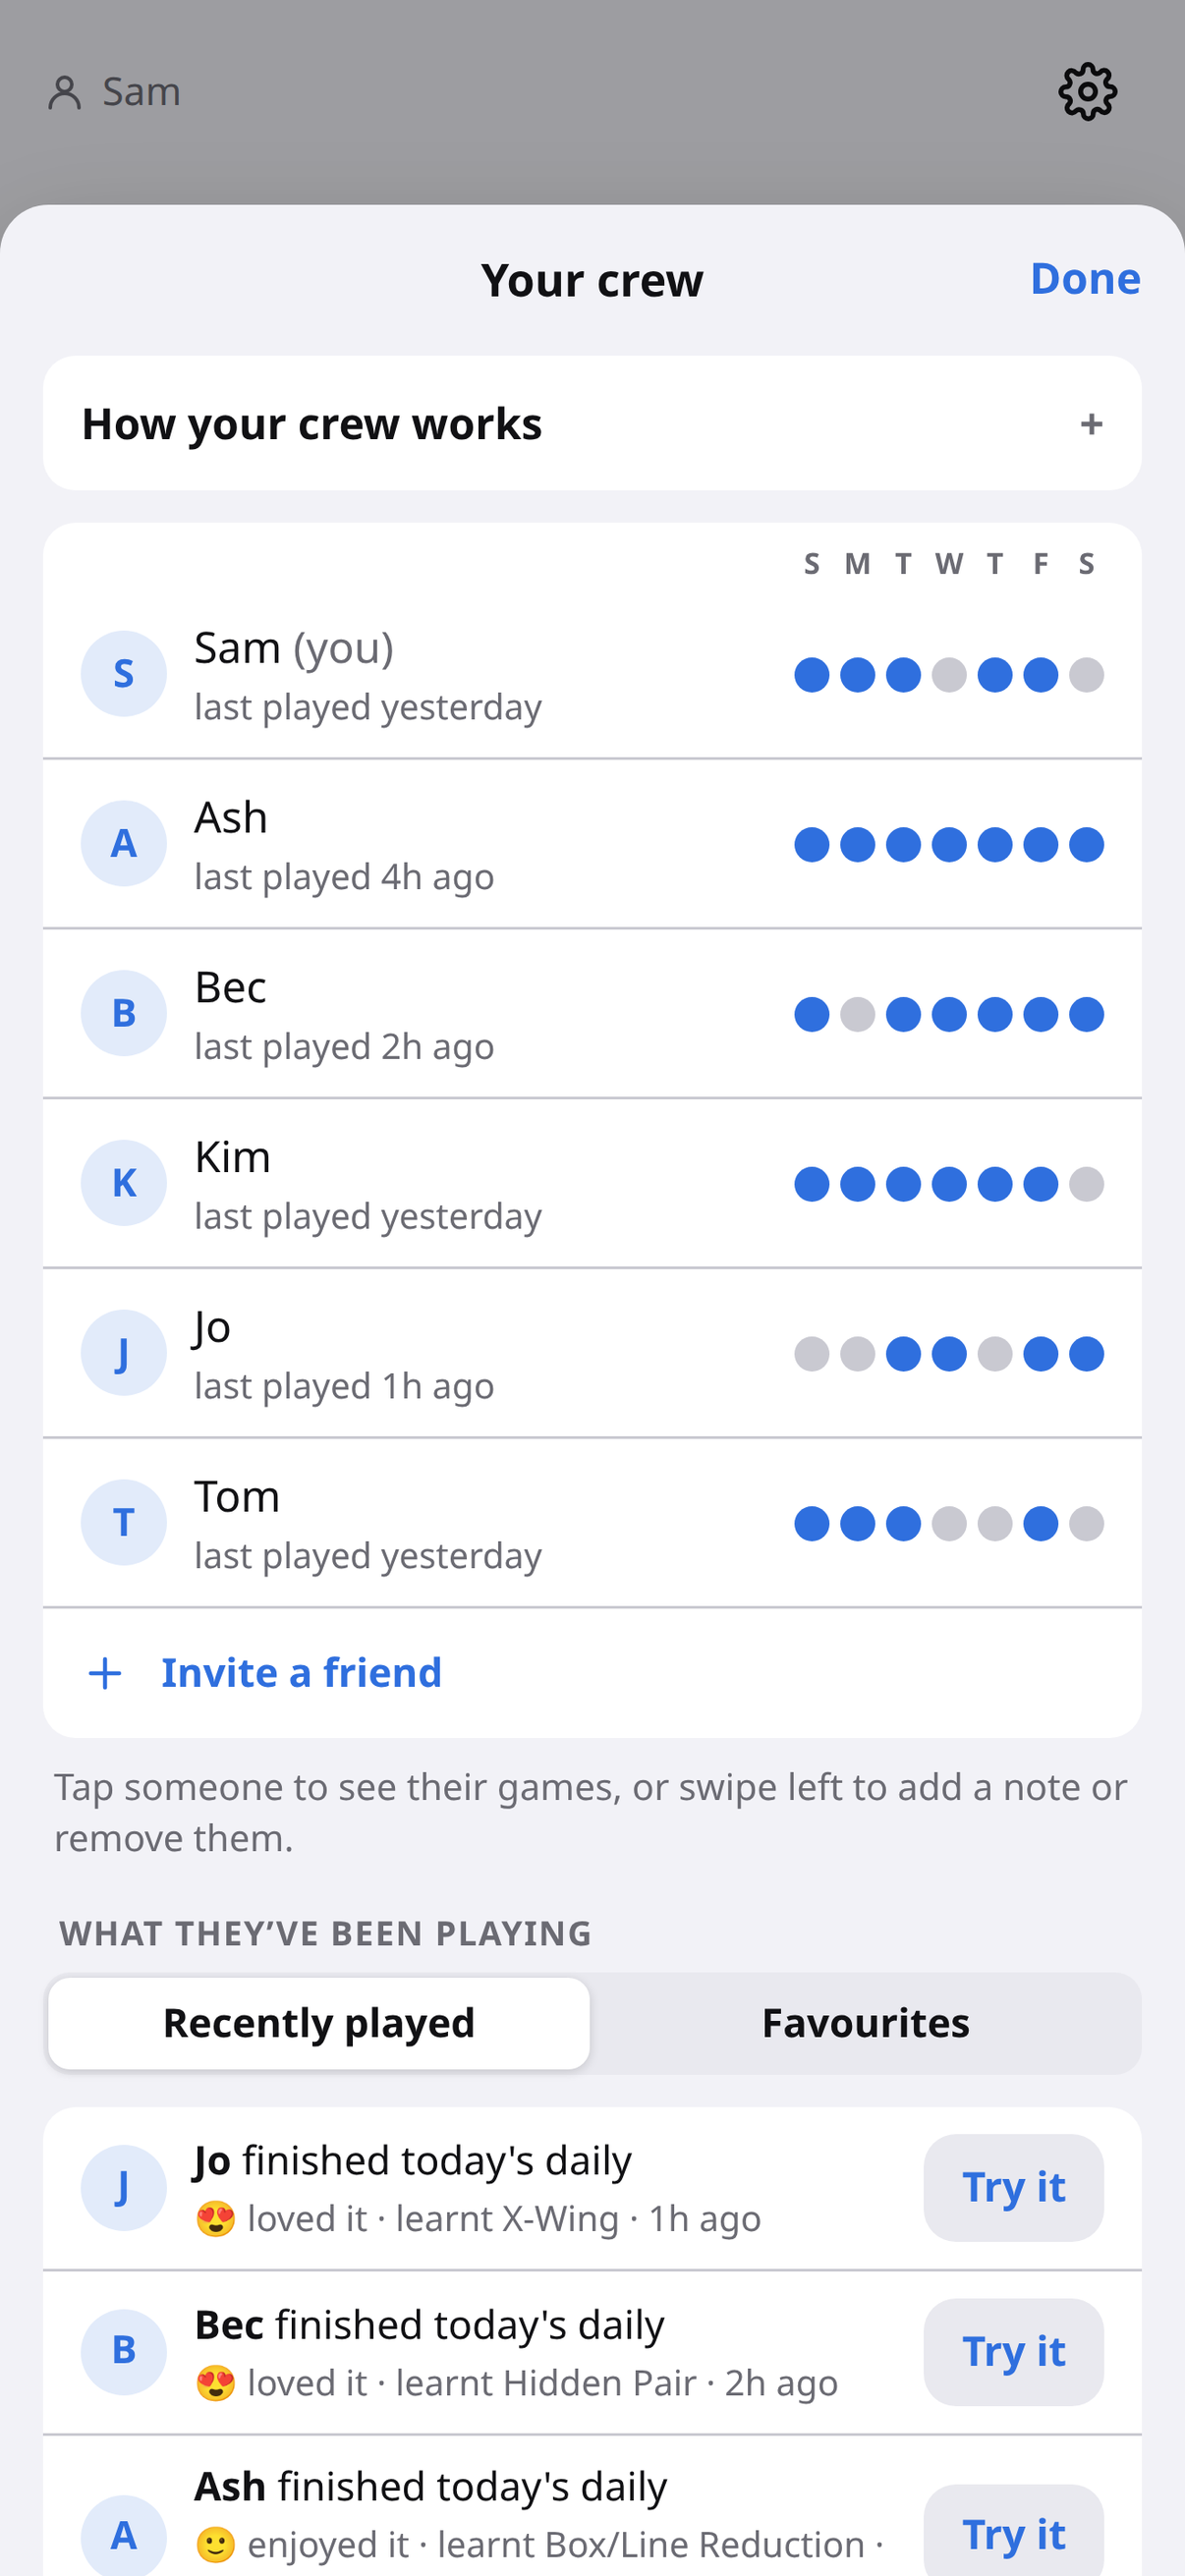 Sam
Your crew
Done
How your crew works
+
S M T W T F S
S
Sam (you)
last played yesterday
A
Ash
last played 4h ago
B
Bec
last played 2h ago
K
Kim
last played yesterday
J
Jo
last played 1h ago
T
Tom
last played yesterday
+ Invite a friend
Tap someone to see their games, or swipe left to add a note or
remove them.
WHAT THEY’VE BEEN PLAYING
Recently played
Favourites
J
Jo finished today's daily
😍 loved it · learnt X-Wing · 1h ago
Try it
B
Bec finished today's daily
😍 loved it · learnt Hidden Pair · 2h ago
Try it
A
Ash finished today's daily
🙂 enjoyed it · learnt Box/Line Reduction ·
Try it